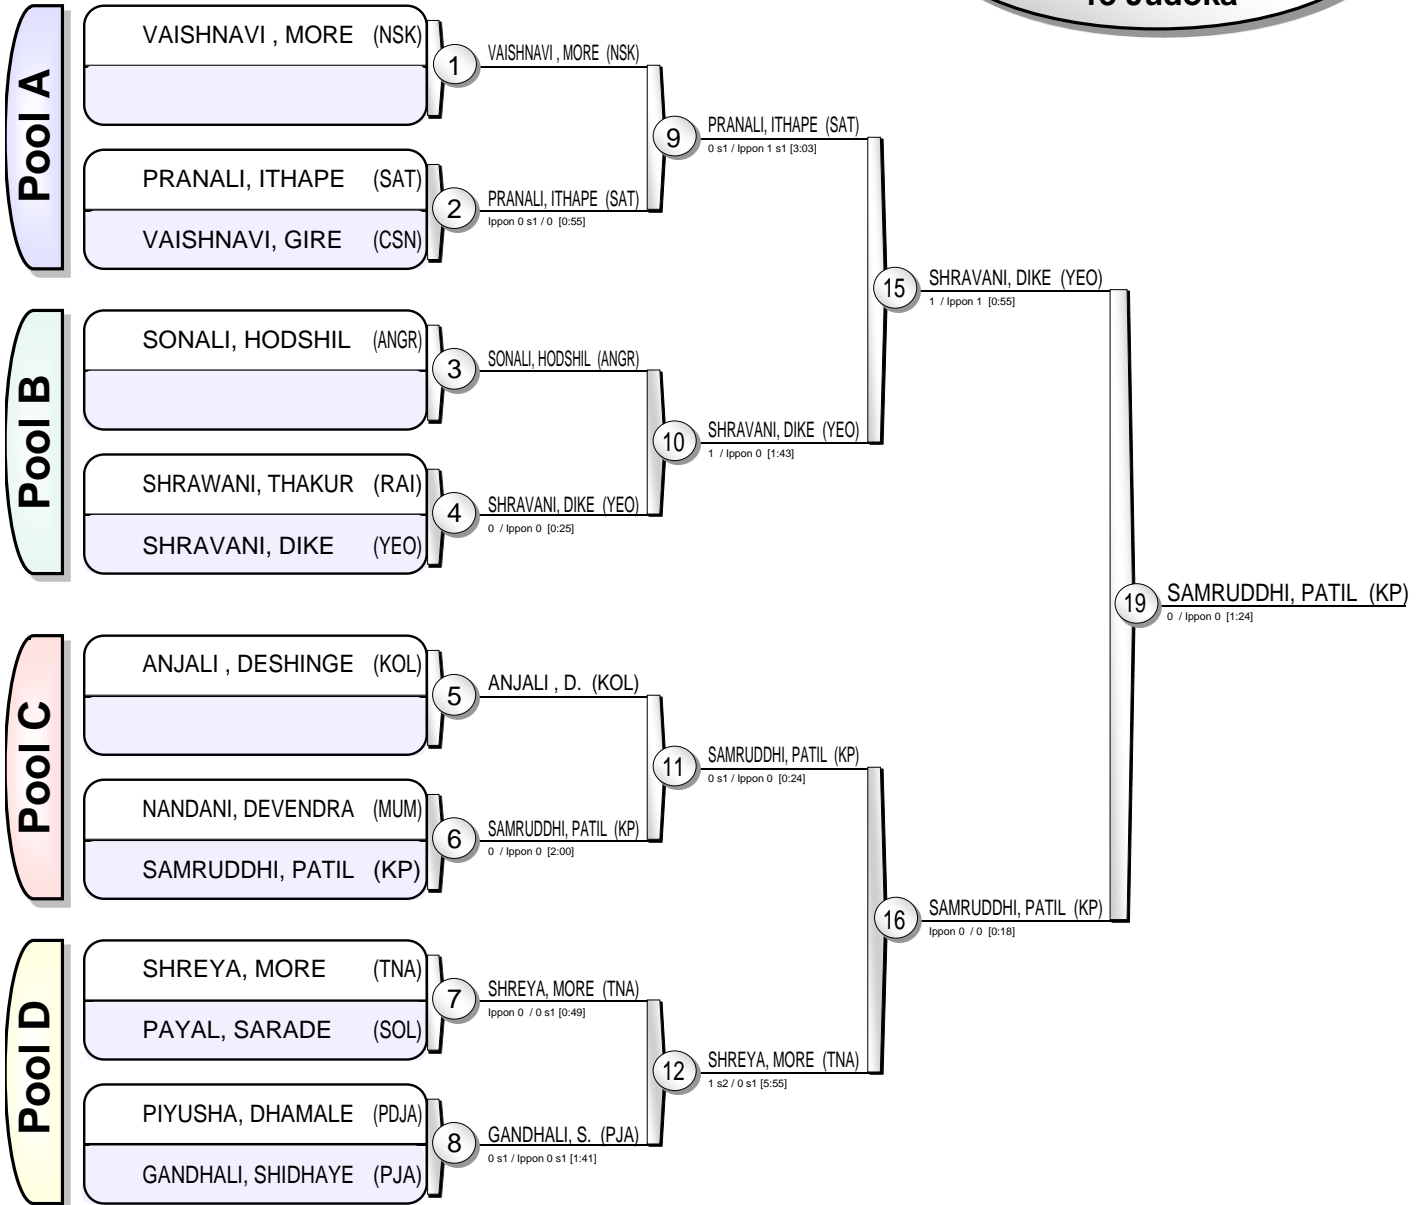 13 Judoka
Pool A
VAISHNAVI , MORE (NSK)
PRANALI, ITHAPE (SAT)
VAISHNAVI, GIRE (CSN)
Pool B
SONALI, HODSHIL (ANGR)
SHRAWANI, THAKUR (RAI)
SHRAVANI, DIKE (YEO)
Pool C
ANJALI , DESHINGE (KOL)
NANDANI, DEVENDRA (MUM)
SAMRUDDHI, PATIL (KP)
Pool D
SHREYA, MORE (TNA)
PAYAL, SARADE (SOL)
PIYUSHA, DHAMALE (PDJA)
GANDHALI, SHIDHAYE (PJA)
1
VAISHNAVI , MORE (NSK)
2
PRANALI, ITHAPE (SAT)
Ippon 0 s1 / 0 [0:55]
3
SONALI, HODSHIL (ANGR)
4
SHRAVANI, DIKE (YEO)
0 / Ippon 0 [0:25]
5
ANJALI , D. (KOL)
6
SAMRUDDHI, PATIL (KP)
0 / Ippon 0 [2:00]
7
SHREYA, MORE (TNA)
Ippon 0 / 0 s1 [0:49]
8
GANDHALI, S. (PJA)
0 s1 / Ippon 0 s1 [1:41]
9
PRANALI, ITHAPE (SAT)
0 s1 / Ippon 1 s1 [3:03]
10
SHRAVANI, DIKE (YEO)
1 / Ippon 0 [1:43]
11
SAMRUDDHI, PATIL (KP)
0 s1 / Ippon 0 [0:24]
12
SHREYA, MORE (TNA)
1 s2 / 0 s1 [5:55]
15
SHRAVANI, DIKE (YEO)
1 / Ippon 1 [0:55]
16
SAMRUDDHI, PATIL (KP)
Ippon 0 / 0 [0:18]
19
SAMRUDDHI, PATIL (KP)
0 / Ippon 0 [1:24]